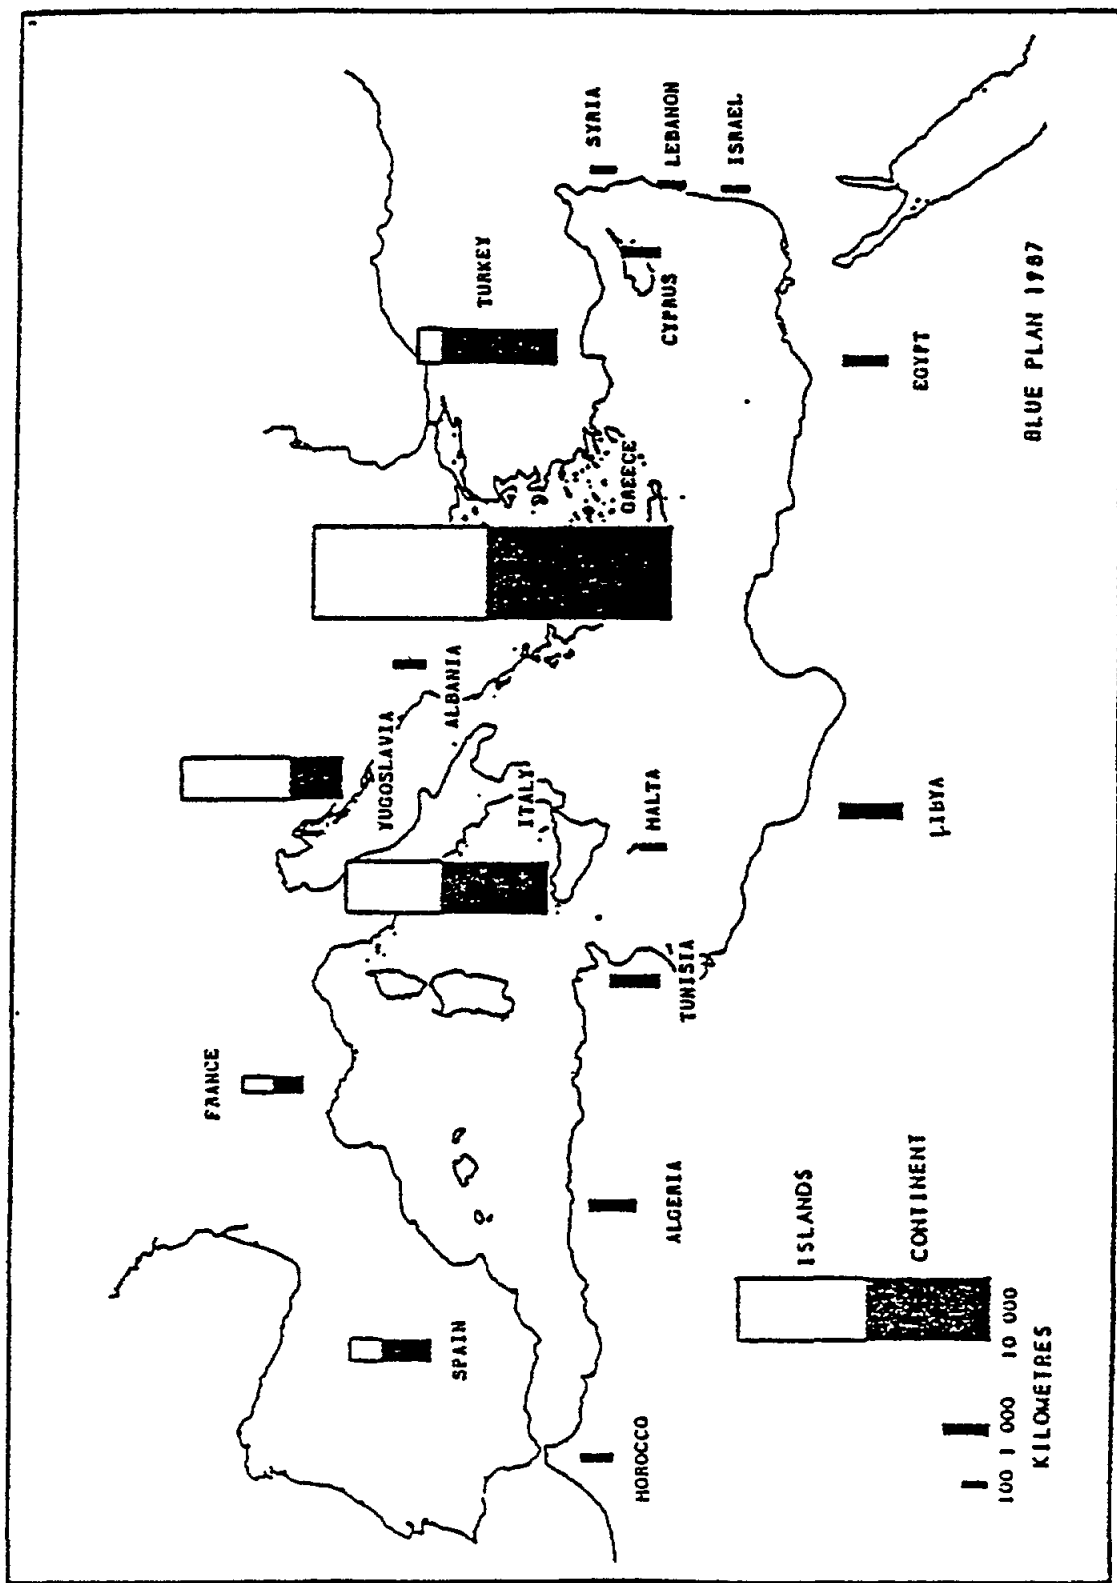 FRANCE
YUGOSLAVIA
ALBANIA
TURKEY
SPAIN
ITALY
GREECE
SYRIA
CYPRUS
LEBANON
MOROCCO
ALGERIA
TUNISIA
MALTA
ISRAEL
ISLANDS
LIBYA
EGYPT
CONTINENT
100 1 000 10 000
KILOMETRES
BLUE PLAN 1987